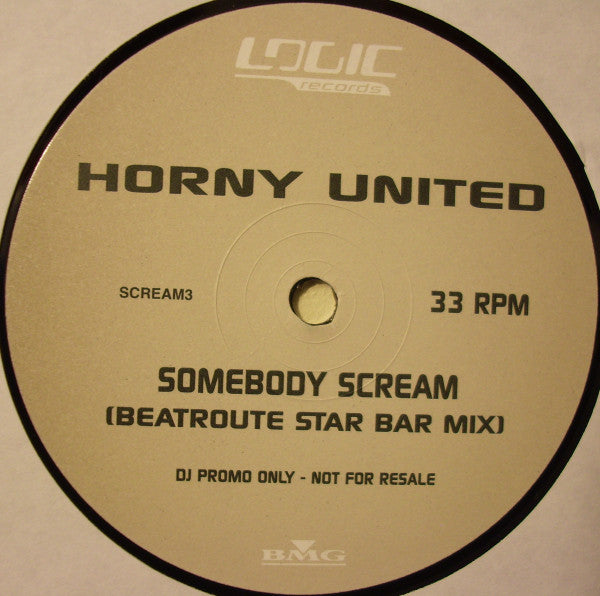 LOGIC
records
HORNY UNITED
SCREAM3
33 RPM
SOMEBODY SCREAM
(BEATROUTE STAR BAR MIX)
DJ PROMO ONLY - NOT FOR RESALE
BMG